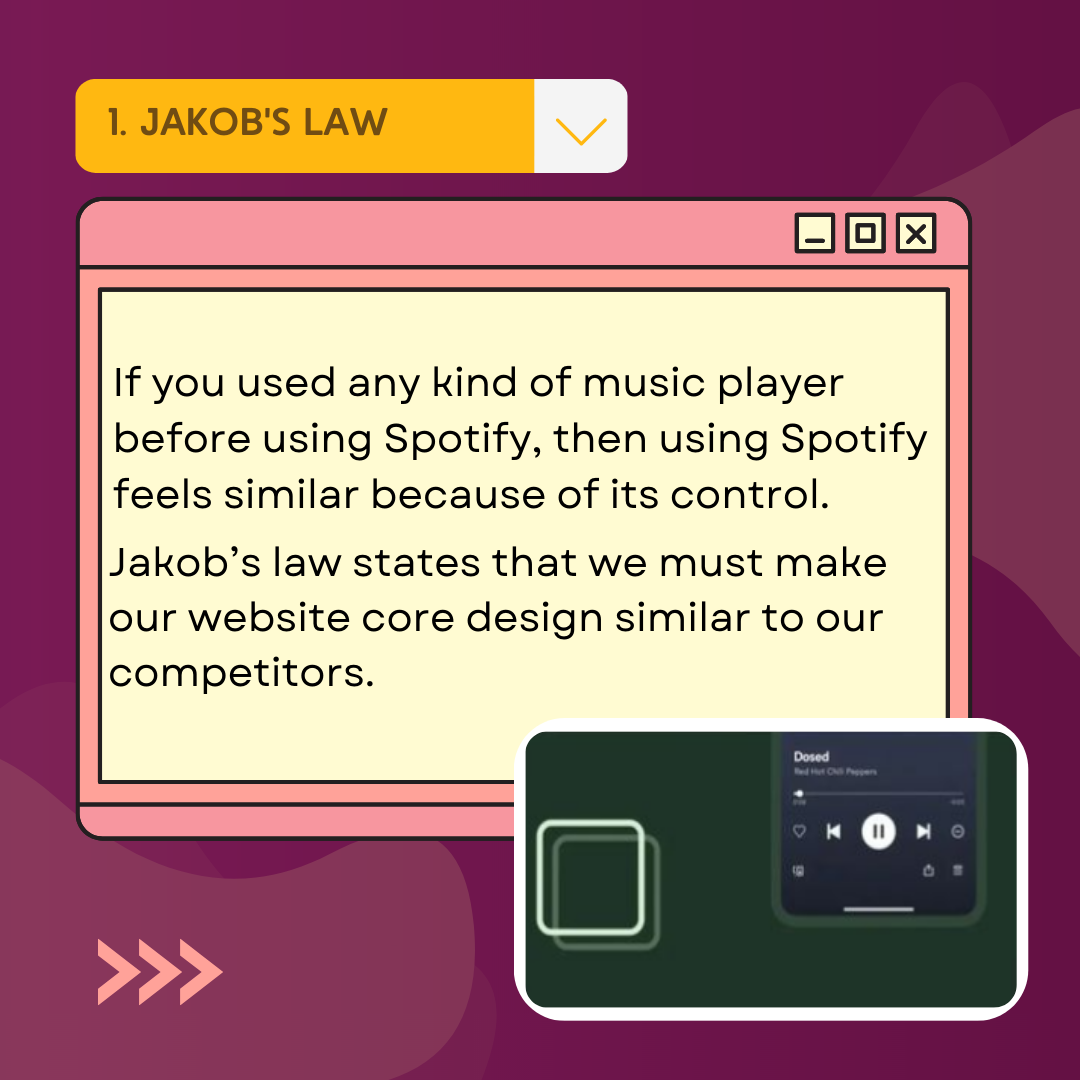 1. JAKOB'S LAW
If you used any kind of music player
before using Spotify, then using Spotify
feels similar because of its control.
Jakob’s law states that we must make
our website core design similar to our
competitors.
Dosed
Red Hot Chili Peppers